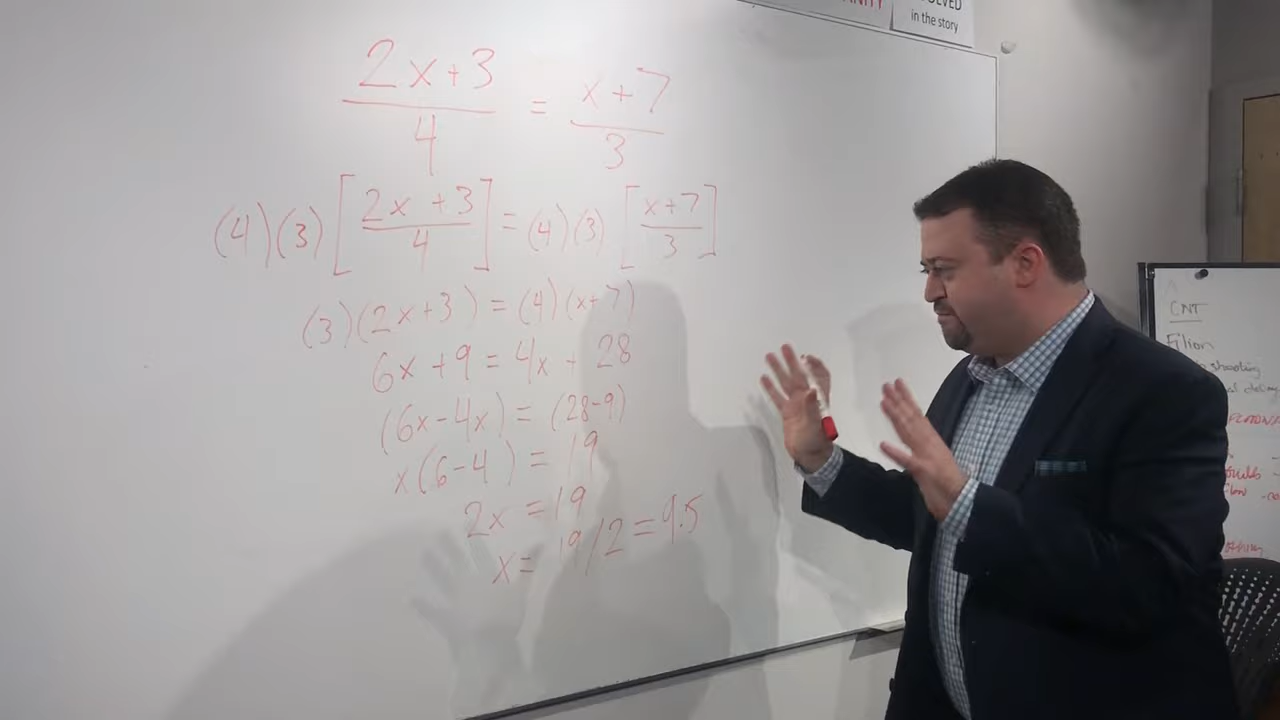 OLVED
in the story
2x+3/4 = x+7/3
(4)(3)[2x+3/4] = (4)(3)[x+7/3]
(3)(2x+3) = (4)(x+7)
6x+9 = 4x+28
(6x-4x) = (28-9)
x(6-4) = 19
2x = 19
x = 19/2 = 9.5
CNT
Filion